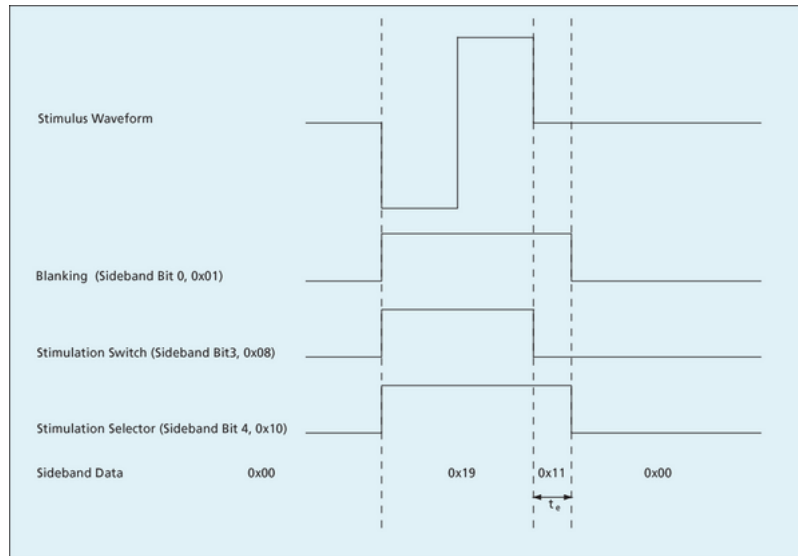 Stimulus Waveform
Blanking (Sideband Bit 0, 0x01)
Stimulation Switch (Sideband Bit3, 0x08)
Stimulation Selector (Sideband Bit 4, 0x10)
Sideband Data 0x00 0x19 0x11 0x00
te